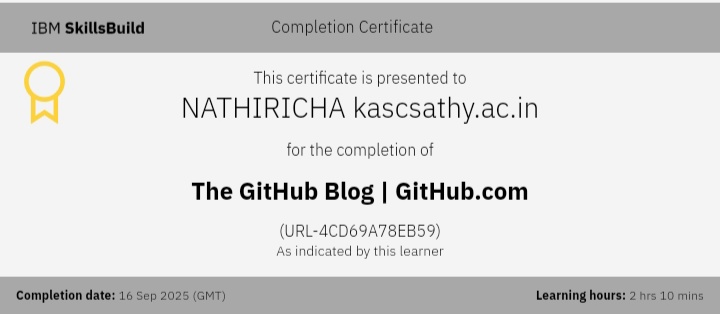 IBM SkillsBuild
Completion Certificate
This certificate is presented to
NATHIRICHA kascsathy.ac.in
for the completion of
The GitHub Blog | GitHub.com
(URL-4CD69A78EB59)
As indicated by this learner
Completion date: 16 Sep 2025 (GMT)
Learning hours: 2 hrs 10 mins